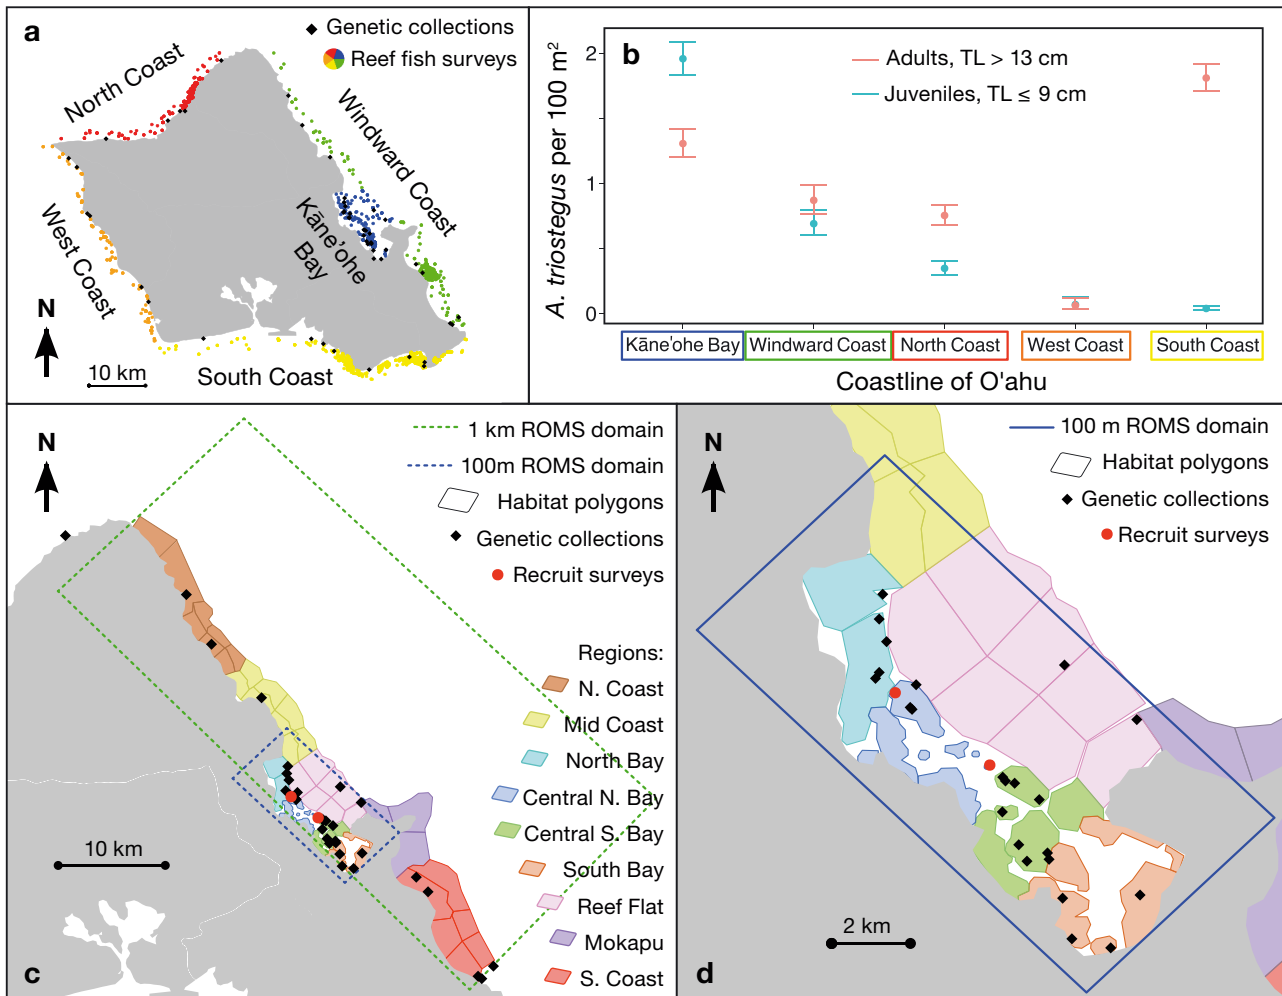 a
Genetic collections
Reef fish surveys
North Coast
Windward Coast
Kāne'ohe
Bay
West Coast
N
10 km
South Coast
b
Adults, TL > 13 cm
Juveniles, TL ≤ 9 cm
A. triostegus per 100 m²
2
1
0
Kāne'ohe Bay
Windward Coast
North Coast
West Coast
South Coast
Coastline of O'ahu
N
1 km ROMS domain
100m ROMS domain
Habitat polygons
Genetic collections
Recruit surveys
Regions:
N. Coast
Mid Coast
North Bay
Central N. Bay
Central S. Bay
South Bay
Reef Flat
Mokapu
S. Coast
10 km
c
N
100 m ROMS domain
Habitat polygons
Genetic collections
Recruit surveys
2 km
d